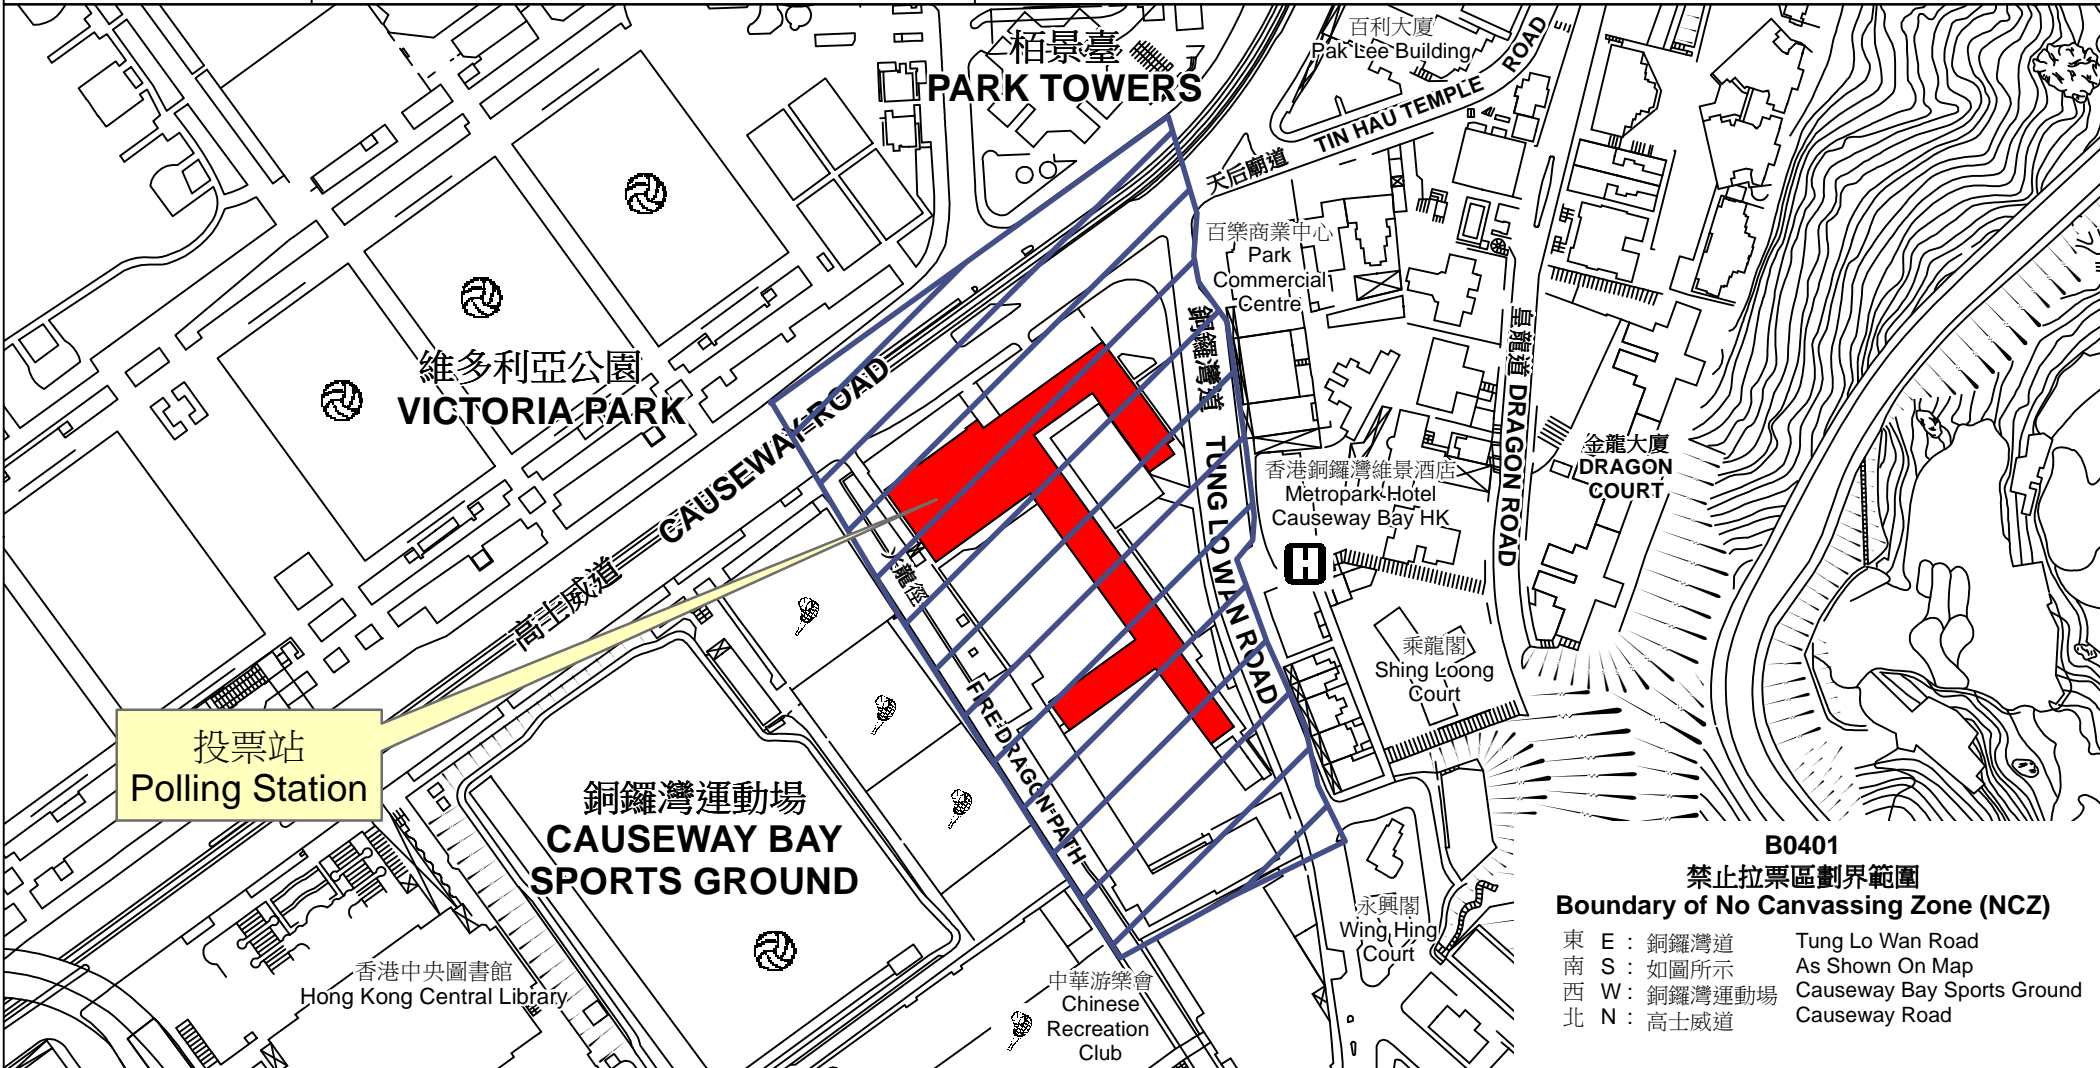 百利大廈
Pak Lee Building
栢景臺
PARK TOWERS
天后廟道 TIN HAU TEMPLE ROAD
百樂商業中心
Park
Commercial
Centre
維多利亞公園
VICTORIA PARK
高士威道 CAUSEWAY ROAD
銅鑼灣道 TUNG LO WAN ROAD
皇龍道 DRAGON ROAD
金龍大廈
DRAGON
COURT
香港銅鑼灣維景酒店
Metropark Hotel
Causeway Bay HK
H
火龍徑 FIRE DRAGON PATH
乘龍閣
Shing Loong
Court
投票站
Polling Station
銅鑼灣運動場
CAUSEWAY BAY
SPORTS GROUND
香港中央圖書館
Hong Kong Central Library
中華游樂會
Chinese
Recreation
Club
永興閣
Wing Hing
Court
B0401
禁止拉票區劃界範圍
Boundary of No Canvassing Zone (NCZ)
東 E : 銅鑼灣道 Tung Lo Wan Road
南 S : 如圖所示 As Shown On Map
西 W : 銅鑼灣運動場 Causeway Bay Sports Ground
北 N : 高士威道 Causeway Road